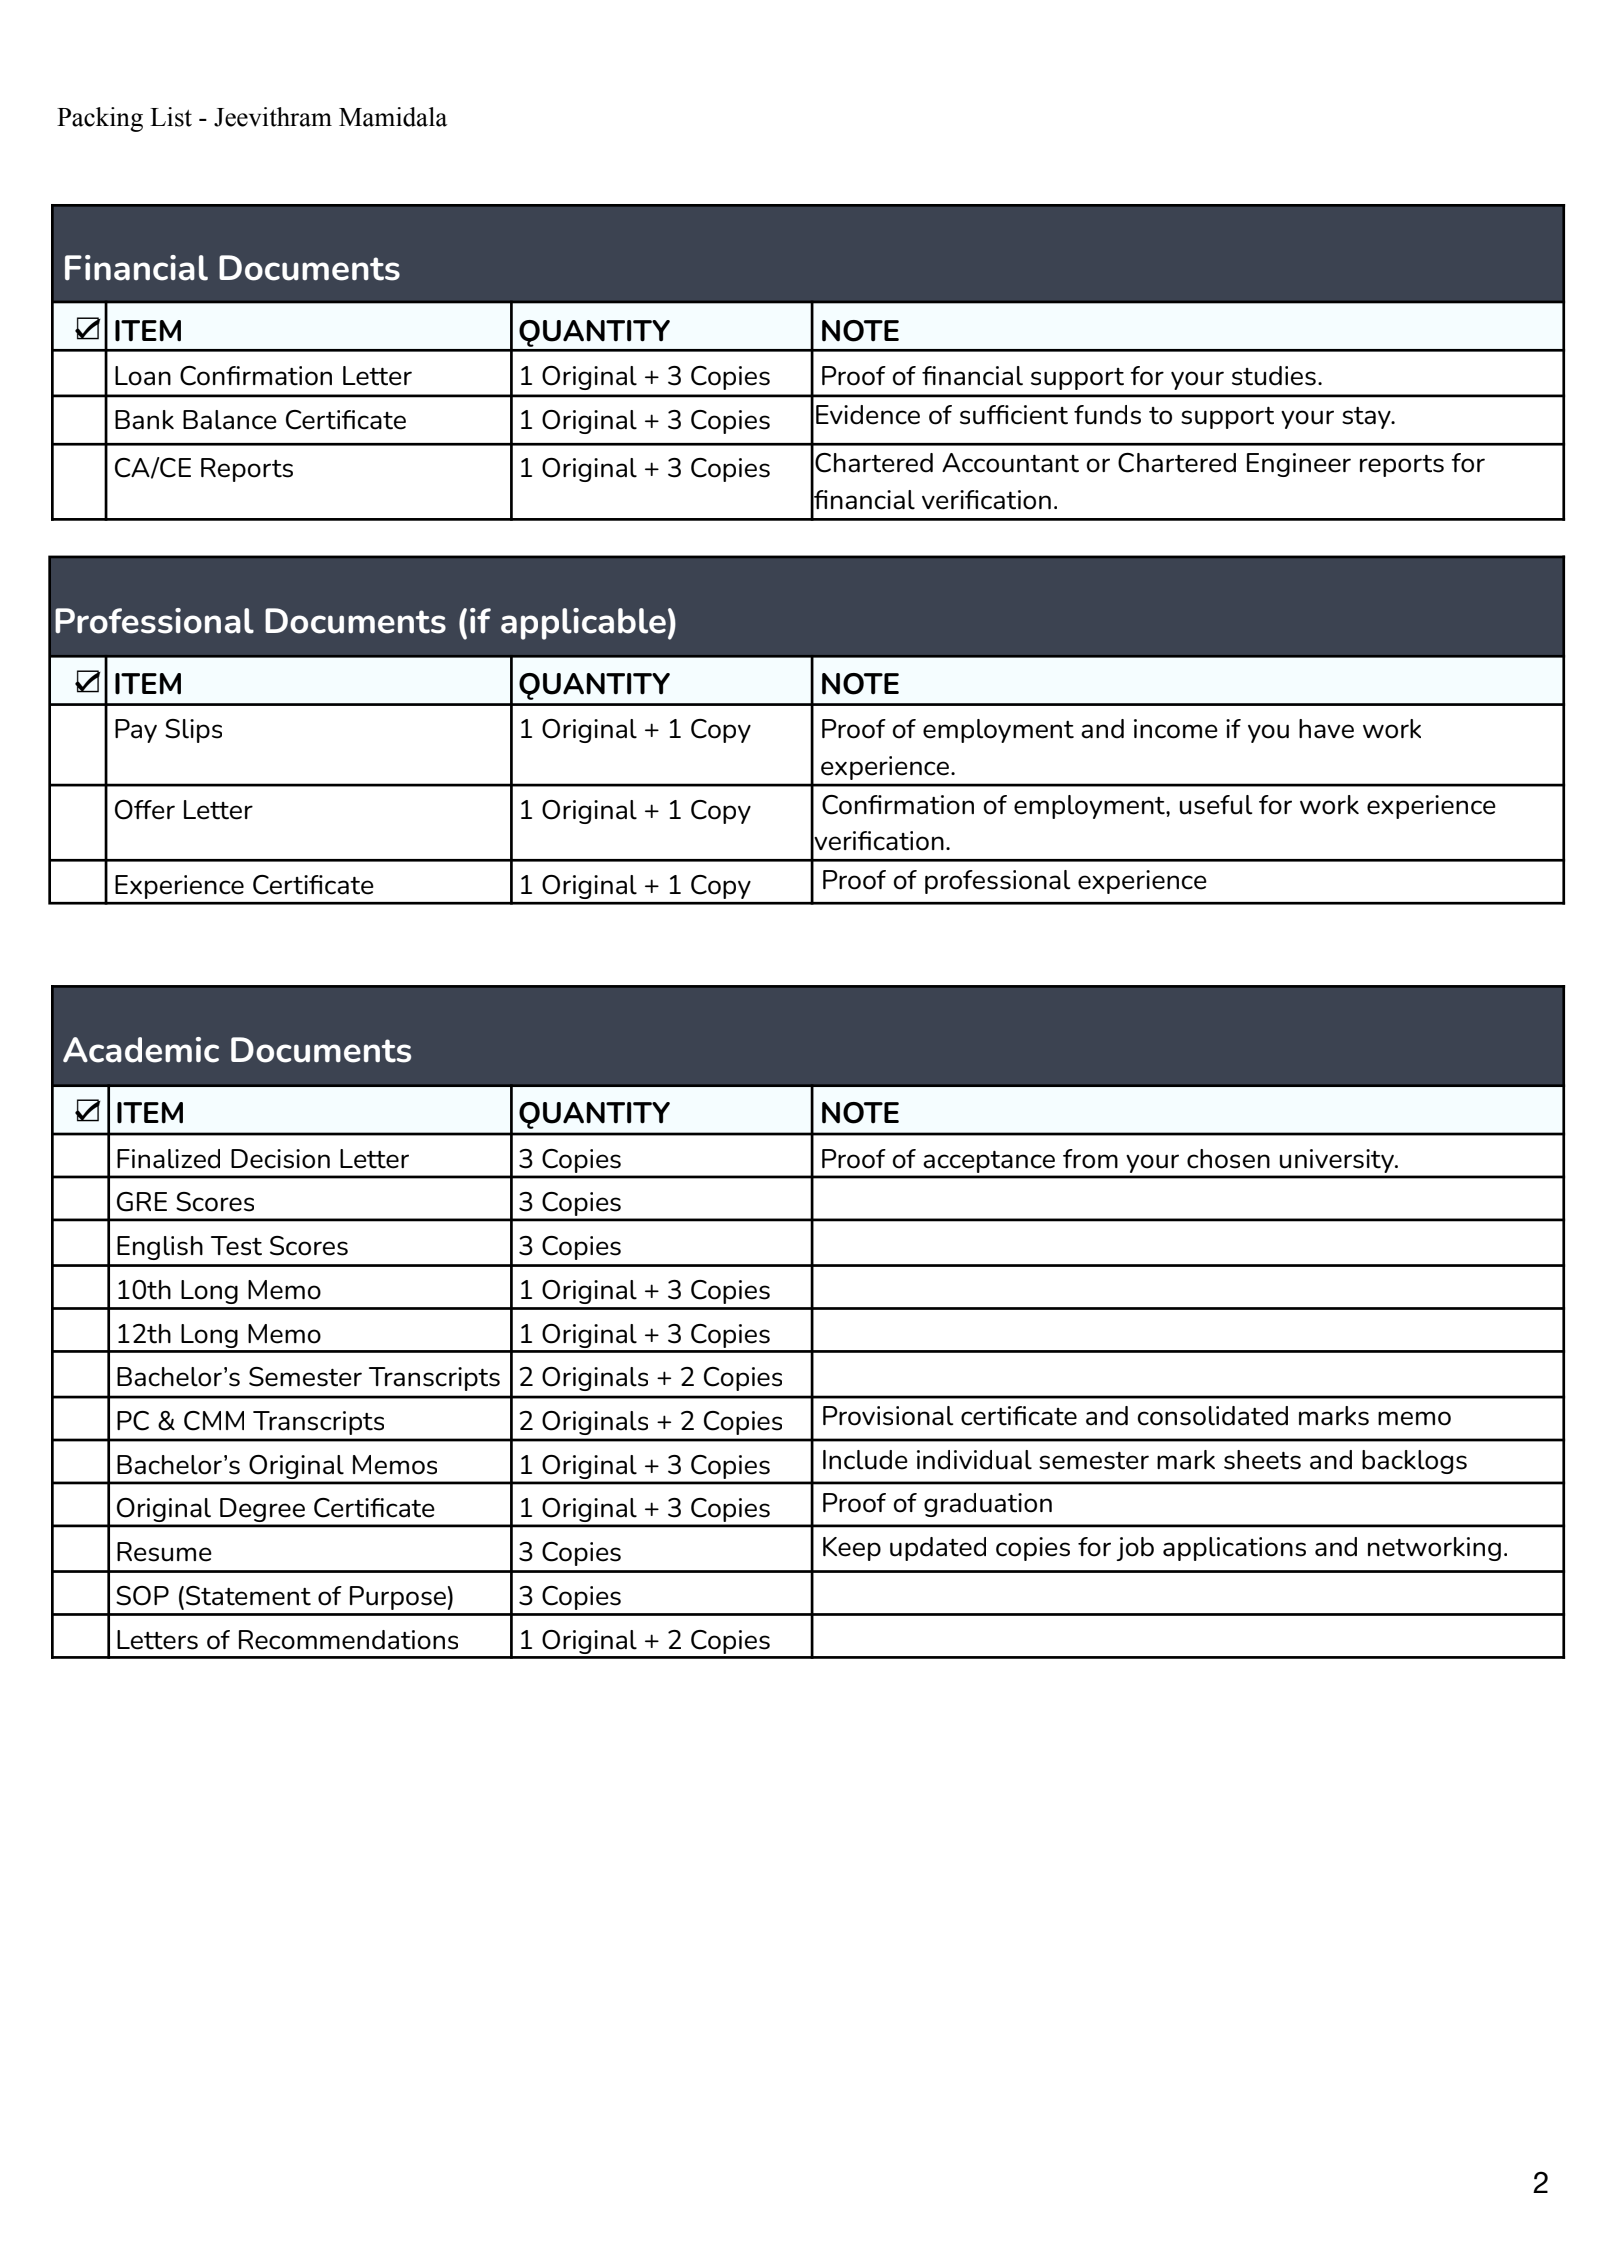 Packing List - Jeevithram Mamidala
Financial Documents
☑ ITEM QUANTITY NOTE
Loan Confirmation Letter 1 Original + 3 Copies Proof of financial support for your studies.
Bank Balance Certificate 1 Original + 3 Copies Evidence of sufficient funds to support your stay.
CA/CE Reports 1 Original + 3 Copies Chartered Accountant or Chartered Engineer reports for
financial verification.
Professional Documents (if applicable)
☑ ITEM QUANTITY NOTE
Pay Slips 1 Original + 1 Copy Proof of employment and income if you have work
experience.
Offer Letter 1 Original + 1 Copy Confirmation of employment, useful for work experience
verification.
Experience Certificate 1 Original + 1 Copy Proof of professional experience
Academic Documents
☑ ITEM QUANTITY NOTE
Finalized Decision Letter 3 Copies Proof of acceptance from your chosen university.
GRE Scores 3 Copies
English Test Scores 3 Copies
10th Long Memo 1 Original + 3 Copies
12th Long Memo 1 Original + 3 Copies
Bachelor’s Semester Transcripts 2 Originals + 2 Copies
PC & CMM Transcripts 2 Originals + 2 Copies Provisional certificate and consolidated marks memo
Bachelor’s Original Memos 1 Original + 3 Copies Include individual semester mark sheets and backlogs
Original Degree Certificate 1 Original + 3 Copies Proof of graduation
Resume 3 Copies Keep updated copies for job applications and networking.
SOP (Statement of Purpose) 3 Copies
Letters of Recommendations 1 Original + 2 Copies
2